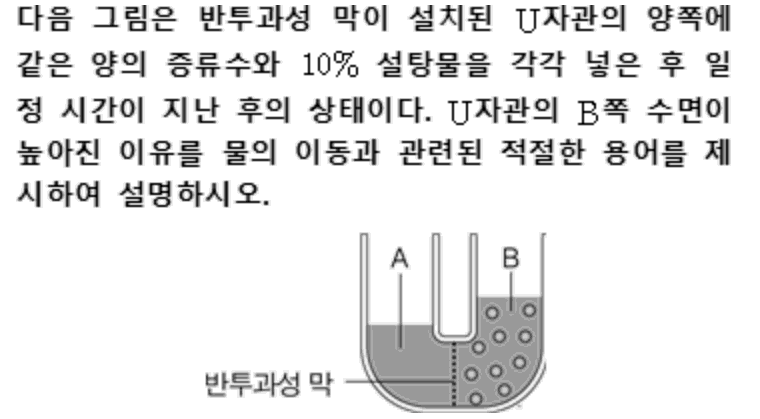 다음 그림은 반투과성 막이 설치된 U자관의 양쪽에
같은 양의 증류수와 10% 설탕물을 각각 넣은 후 일
정 시간이 지난 후의 상태이다. U자관의 B쪽 수면이
높아진 이유를 물의 이동과 관련된 적절한 용어를 제
시하여 설명하시오.
A
B
반투과성 막